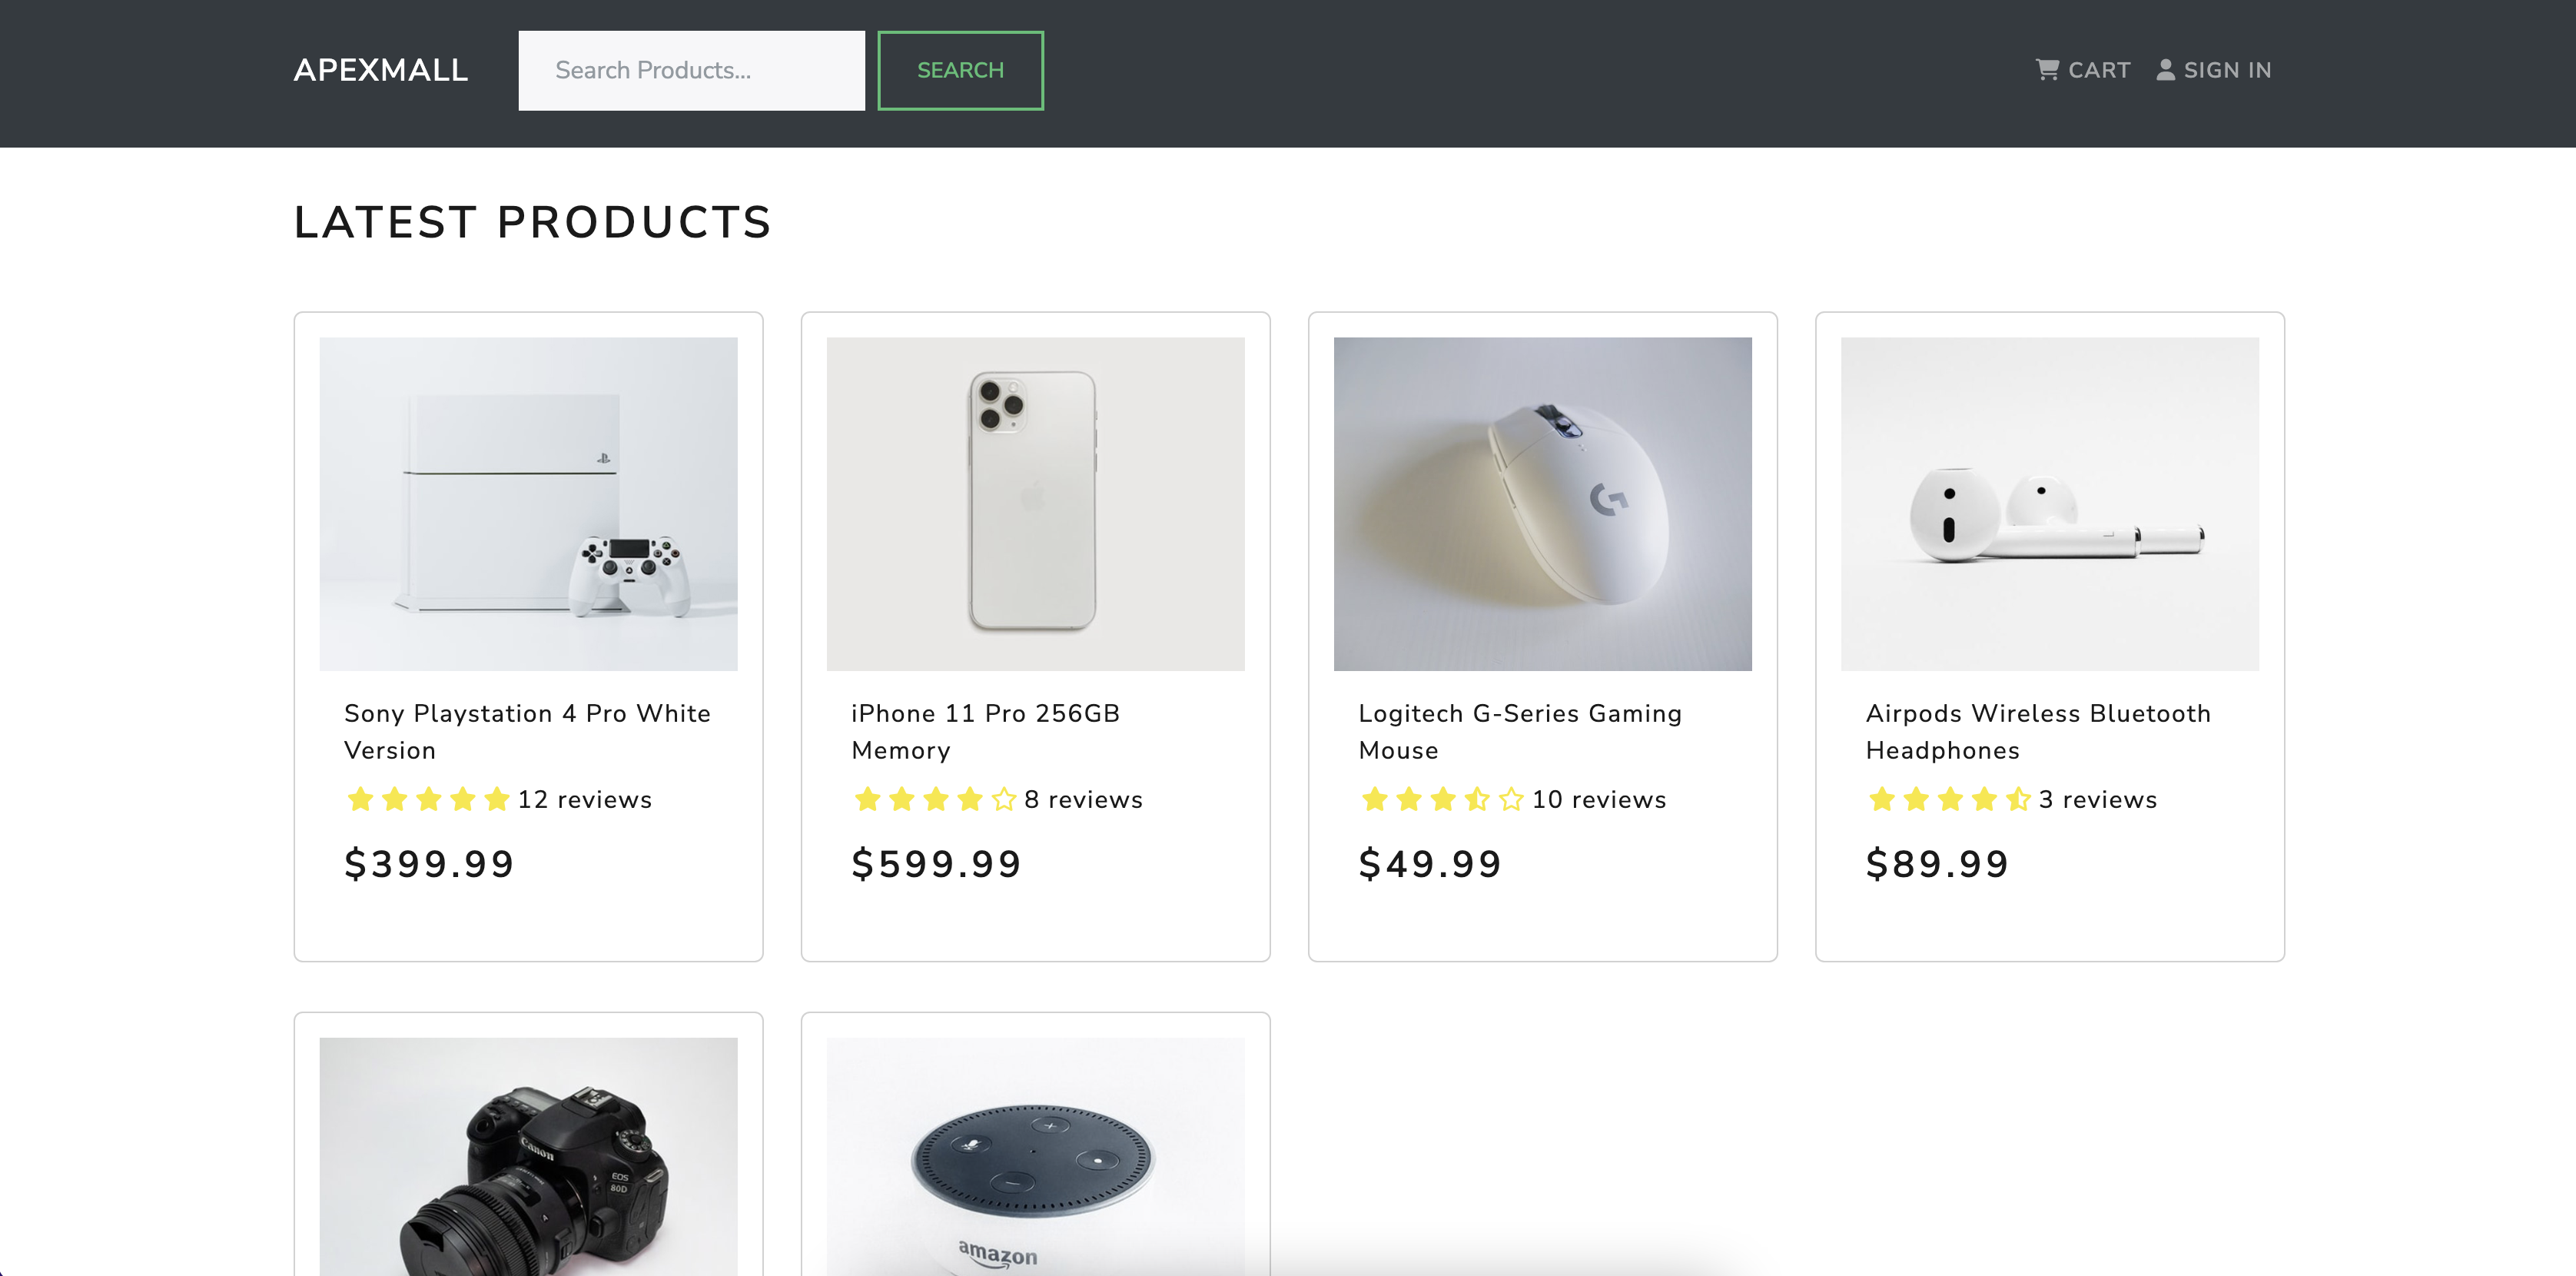 APEXMALL
Search Products...
SEARCH
CART
SIGN IN
LATEST PRODUCTS
Sony Playstation 4 Pro White
Version
12 reviews
$399.99
iPhone 11 Pro 256GB
Memory
8 reviews
$599.99
Logitech G-Series Gaming
Mouse
10 reviews
$49.99
Airpods Wireless Bluetooth
Headphones
3 reviews
$89.99
L
Canon
EOS
80D
A
amazon